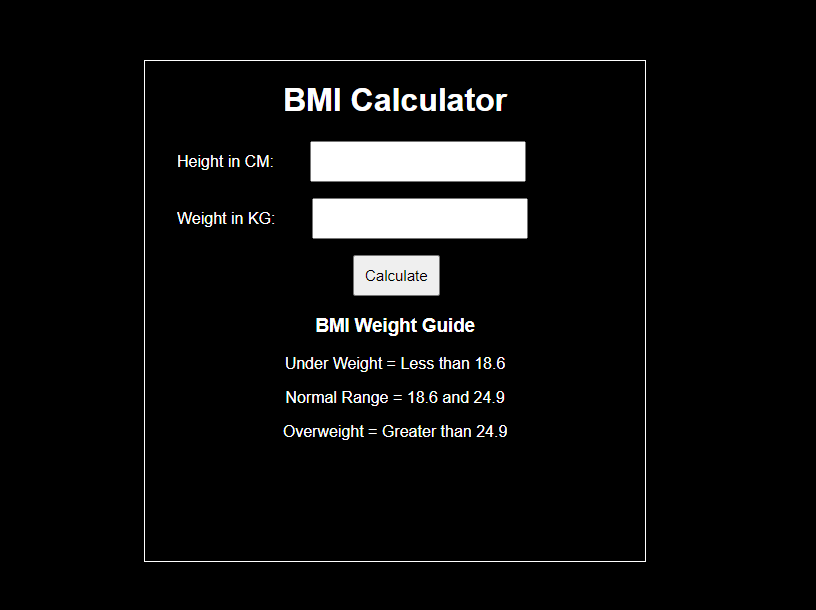 BMI Calculator
Height in CM:
Weight in KG:
Calculate
BMI Weight Guide
Under Weight = Less than 18.6
Normal Range = 18.6 and 24.9
Overweight = Greater than 24.9